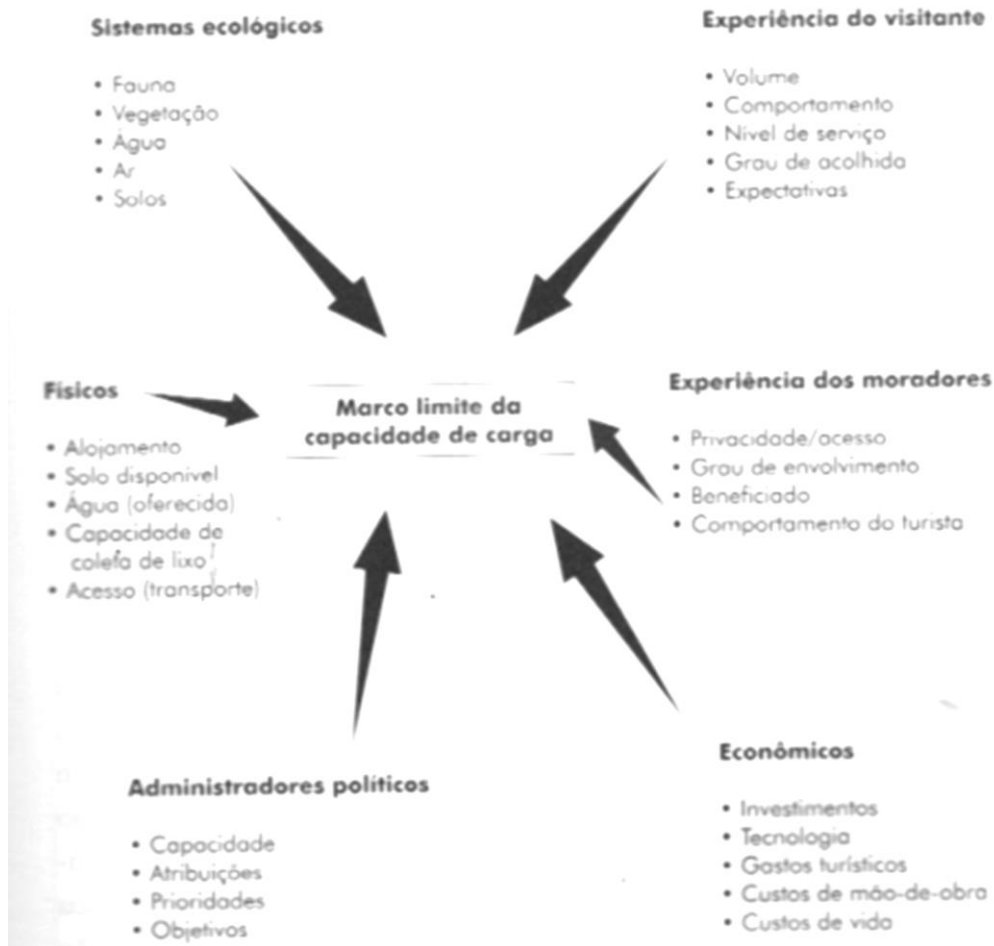 Sistemas ecológicos
• Fauna
• Vegetação
• Água
• Ar
• Solos
Experiência do visitante
• Volume
• Comportamento
• Nível de serviço
• Grau de acolhida
• Expectativas
Físicos
• Alojamento
• Solo disponível
• Água (oferecida)
• Capacidade de
coleta de lixo
• Acesso (transporte)
Marco limite da
capacidade de carga
Experiência dos moradores
• Privacidade/acesso
• Grau de envolvimento
• Beneficiado
• Comportamento do turista
Administradores políticos
• Capacidade
• Atribuições
• Prioridades
• Objetivos
Econômicos
• Investimentos
• Tecnologia
• Gastos turísticos
• Custos de mão-de-obra
• Custos de vida